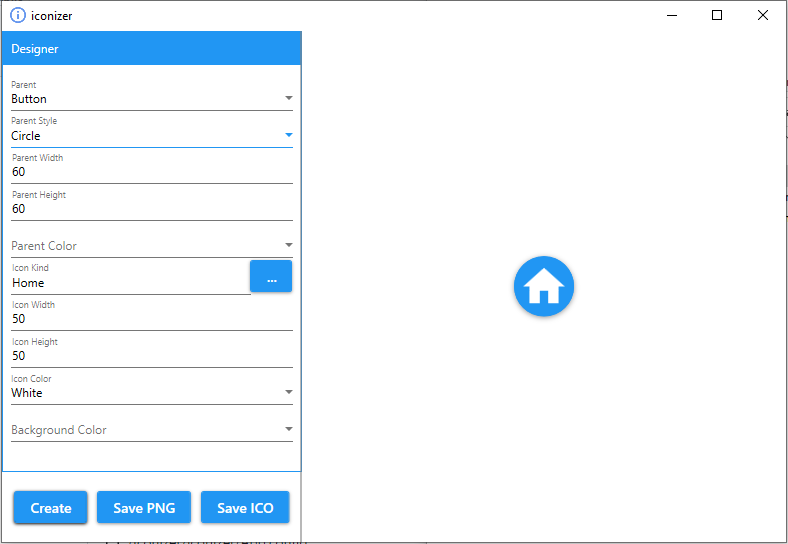 iconizer
Designer
Parent
Button
Parent Style
Circle
Parent Width
60
Parent Height
60
Parent Color
Icon Kind
Home
...
Icon Width
50
Icon Height
50
Icon Color
White
Background Color
Create
Save PNG
Save ICO